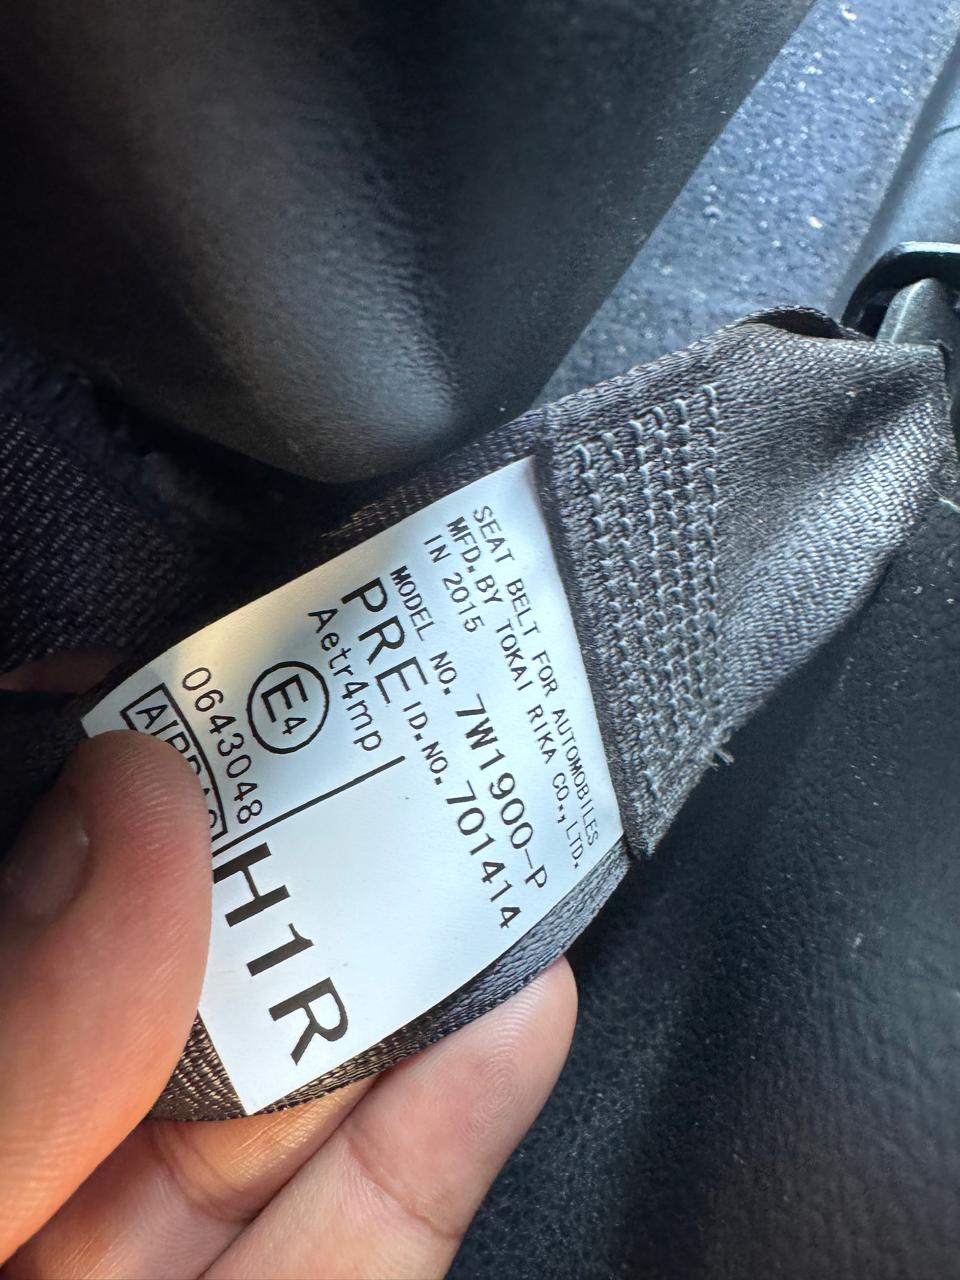 SEAT BELT FOR AUTOMOBILES
MFD. BY TOKAI RIKA CO., LTD.
IN 2015
MODEL NO. 7W1900-P
PRE ID. NO. 701414
Aetr4mp
E4
0643048
H1R